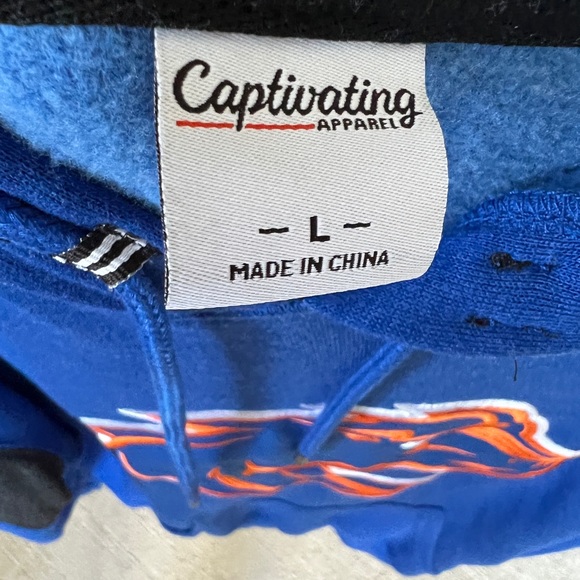 Captivating
APPAREL
- L -
MADE IN CHINA